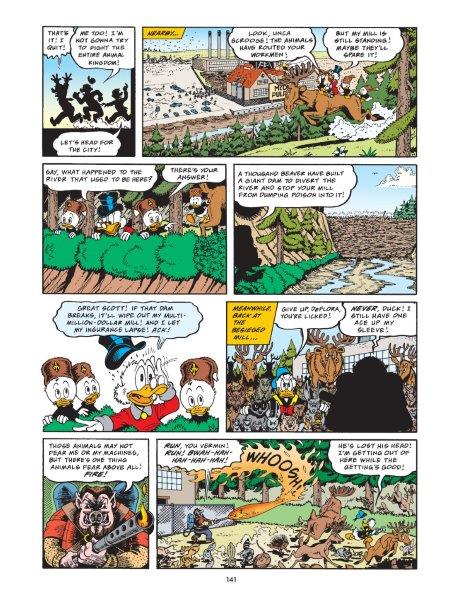 THAT'S
IT! I
QUIT!
ME TOO! I'M
NOT GONNA TRY
TO FIGHT THE
ENTIRE ANIMAL
KINGDOM!
LET'S HEAD FOR
THE CITY!
NEARBY...
LOOK, UNCA
SCROOGE! THE ANIMALS
HAVE ROUTED YOUR
WORKMEN!
BUT MY MILL IS
STILL STANDING!
MAYBE THEY'LL
SPARE IT!
SAY, WHAT HAPPENED TO THE
RIVER THAT USED TO BE HERE?
THERE'S YOUR
ANSWER!
A THOUSAND BEAVER HAVE BUILT
A GIANT DAM TO DIVERT THE
RIVER AND STOP YOUR MILL
FROM DUMPING POISON INTO IT!
GREAT SCOTT! IF THAT DAM
BREAKS, IT'LL WIPE OUT MY MULTI-
MILLION-DOLLAR MILL! AND I LET
MY INSURANCE LAPSE! ACK!
MEANWHILE,
BACK AT
THE
BESIEGED
MILL...
GIVE UP, DEFLORA,
YOU'RE LICKED!
NEVER, DUCK! I
STILL HAVE ONE
ACE UP MY
SLEEVE!
THOSE ANIMALS MAY NOT
FEAR ME OR MY MACHINES,
BUT THERE'S ONE THING
ANIMALS FEAR ABOVE ALL!
FIRE!
RUN, YOU VERMIN!
RUN! BWAH-HAH-
HAH-HAH-HAH!
WHOOSH!
HE'S LOST HIS HEAD!
I'M GETTING OUT OF
HERE WHILE THE
GETTING'S GOOD!
141